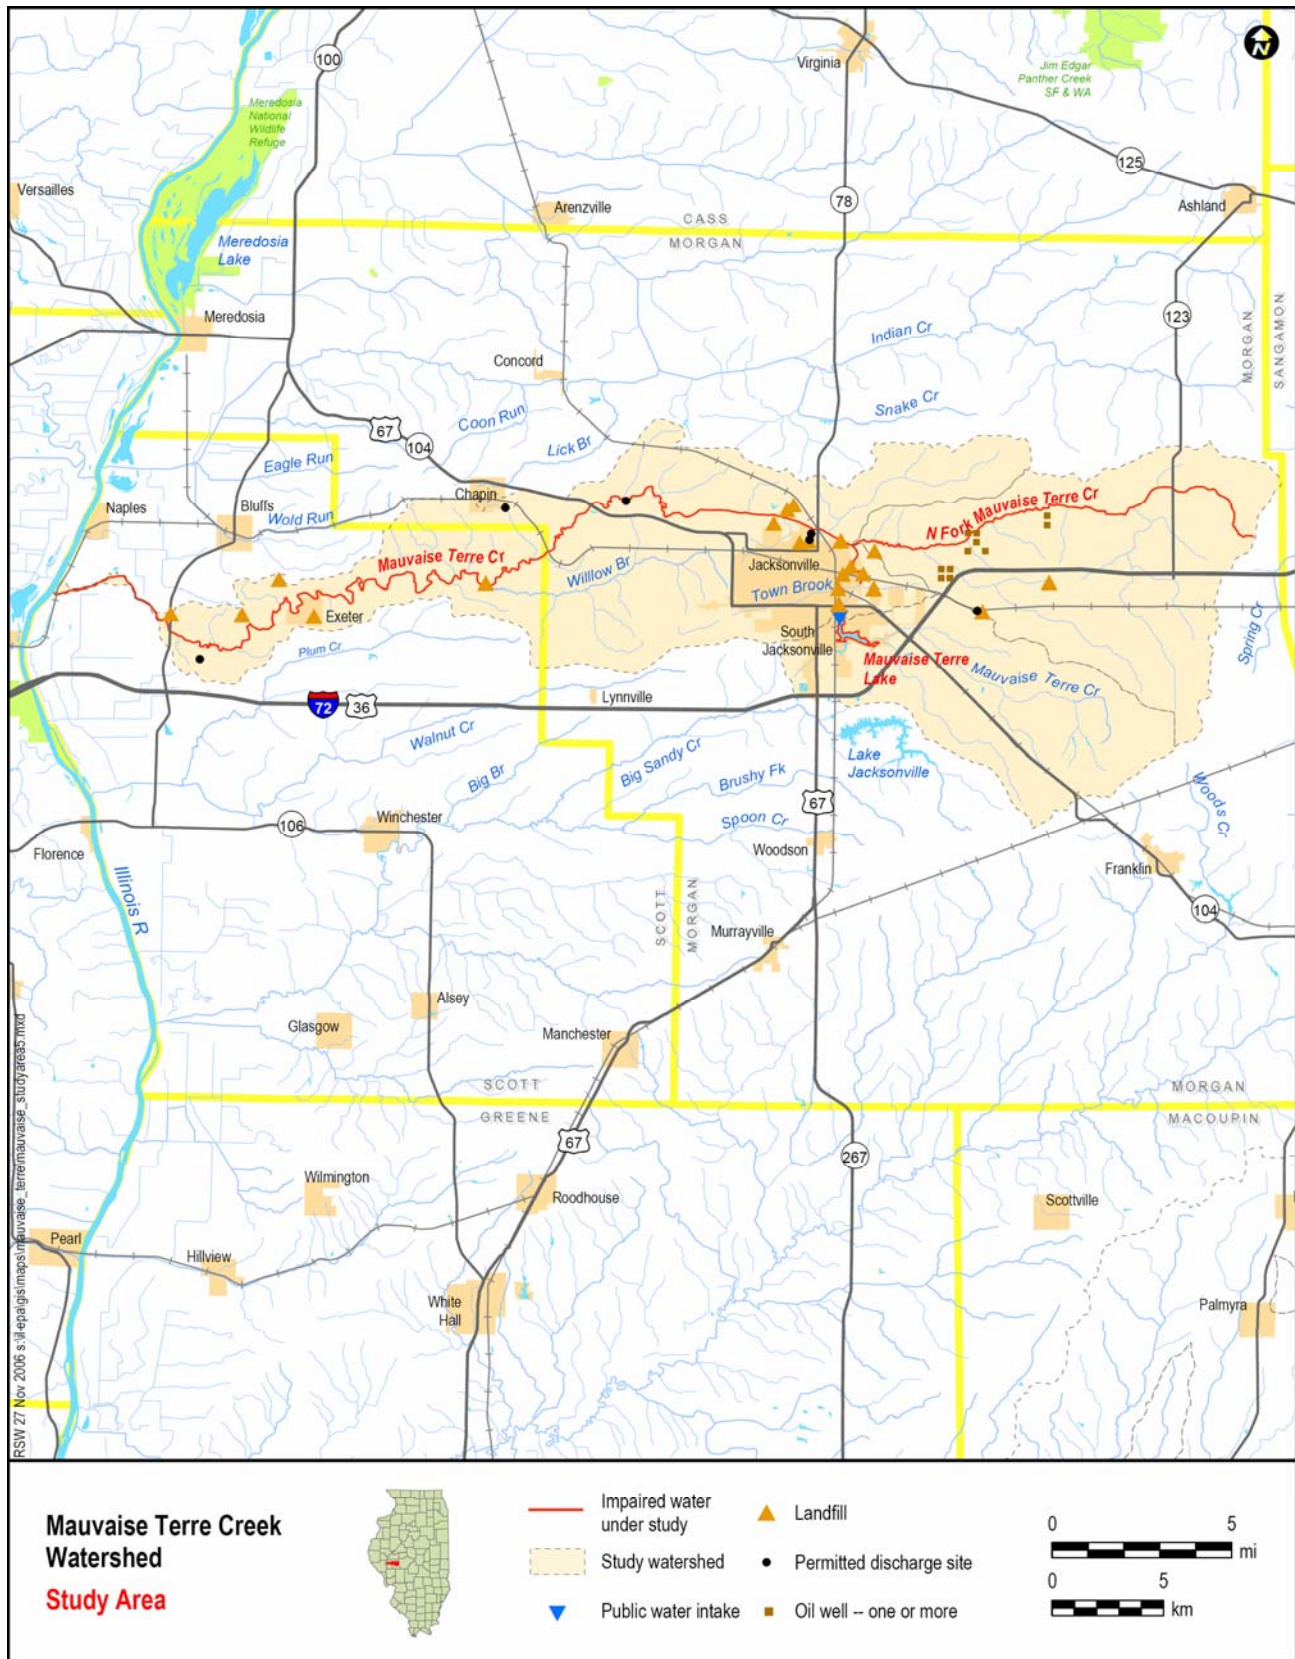 100
Virginia
N
Jim Edgar
Panther Creek
SF & WA
Meredosia
National
Wildlife
Refuge
125
Versailles
78
Ashland
Arenzville
CASS
MORGAN
Meredosia
Lake
Meredosia
123
MORGAN
SANGAMON
Indian Cr
Concord
Snake Cr
Coon Run
67
104
Lick Br
Eagle Run
Chapin
Naples
Bluffs
Wold Run
N Fork Mauvaise Terre Cr
Mauvaise Terre Cr
Willlow Br
Jacksonville
Town Brook
Exeter
South
Jacksonville
Spring Cr
Plum Cr
Mauvaise Terre
Lake
Mauvaise Terre Cr
72
36
Lynnville
Walnut Cr
Big Br
Big Sandy Cr
Brushy Fk
Lake
Jacksonville
Woods Cr
67
Spoon Cr
106
Winchester
Florence
Woodson
Franklin
Illinois R
SCOTT
MORGAN
104
Murrayville
Alsey
Glasgow
Manchester
SCOTT
GREENE
MORGAN
MACOUPIN
67
267
Wilmington
Roodhouse
Scottville
Pearl
Hillview
White
Hall
Palmyra
RSW 27 Nov 2006 s:\il-epa\gis\maps\mauvaise_terre\mauvaise_studyarea5.mxd
Mauvaise Terre Creek
Watershed
Study Area
Impaired water
under study
Study watershed
Public water intake
Landfill
Permitted discharge site
Oil well -- one or more
0 5
mi
0 5
km